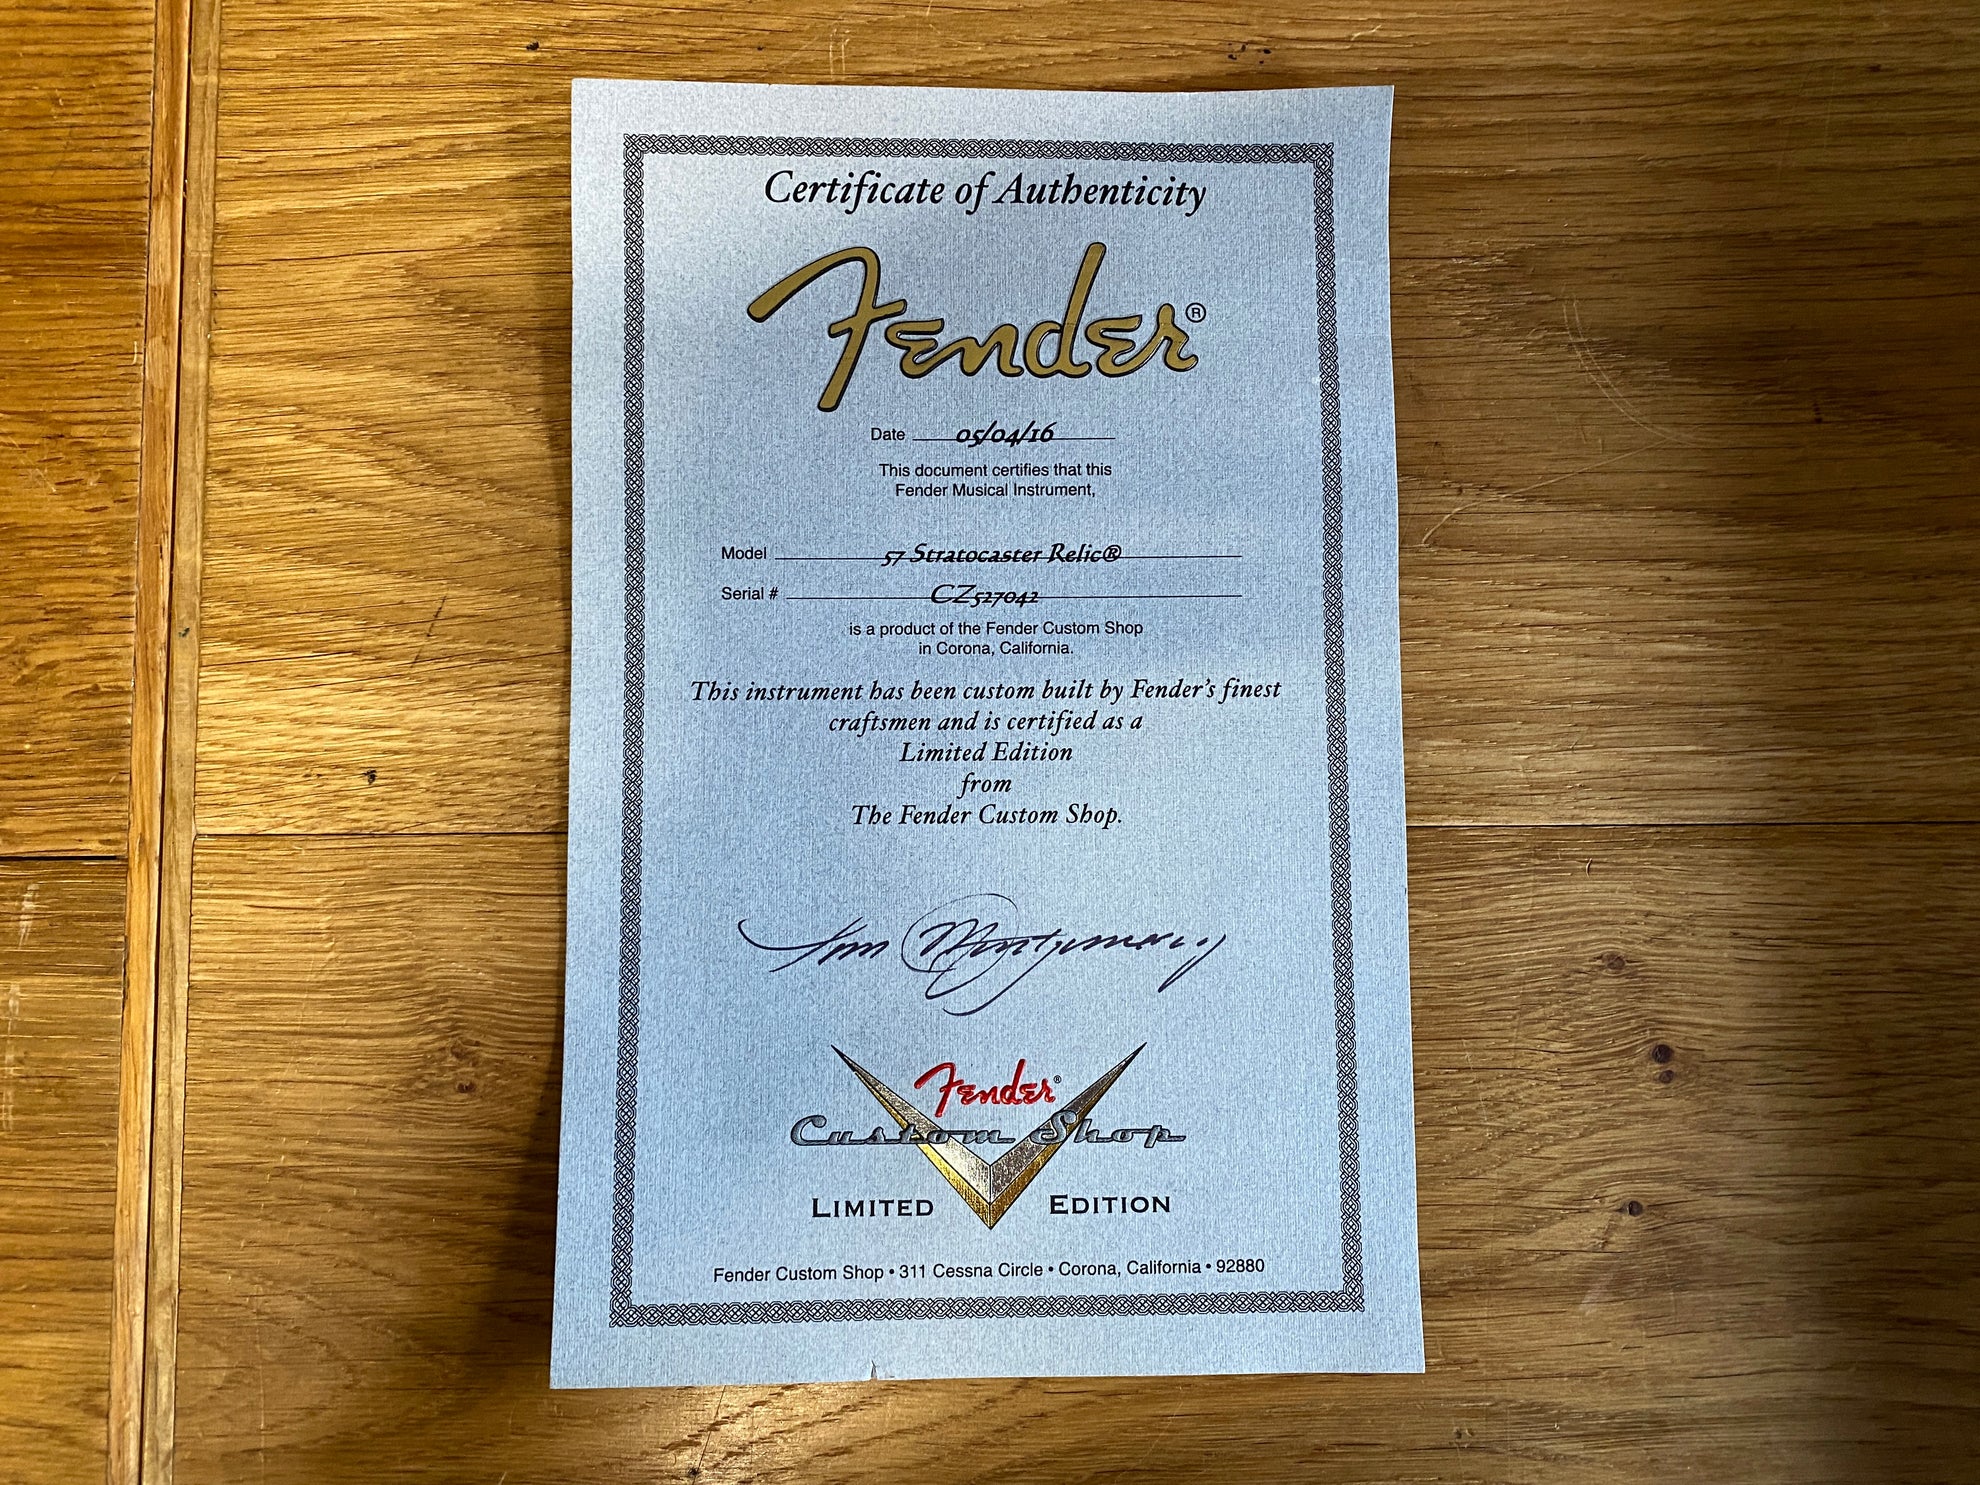 Certificate of Authenticity
Fender®
Date 05/04/16
This document certifies that this
Fender Musical Instrument,
Model 57 Stratocaster Relic®
Serial # CZ527042
is a product of the Fender Custom Shop
in Corona, California.
This instrument has been custom built by Fender's finest
craftsmen and is certified as a
Limited Edition
from
The Fender Custom Shop.
Fender®
Custom Shop
LIMITED EDITION
Fender Custom Shop • 311 Cessna Circle • Corona, California • 92880